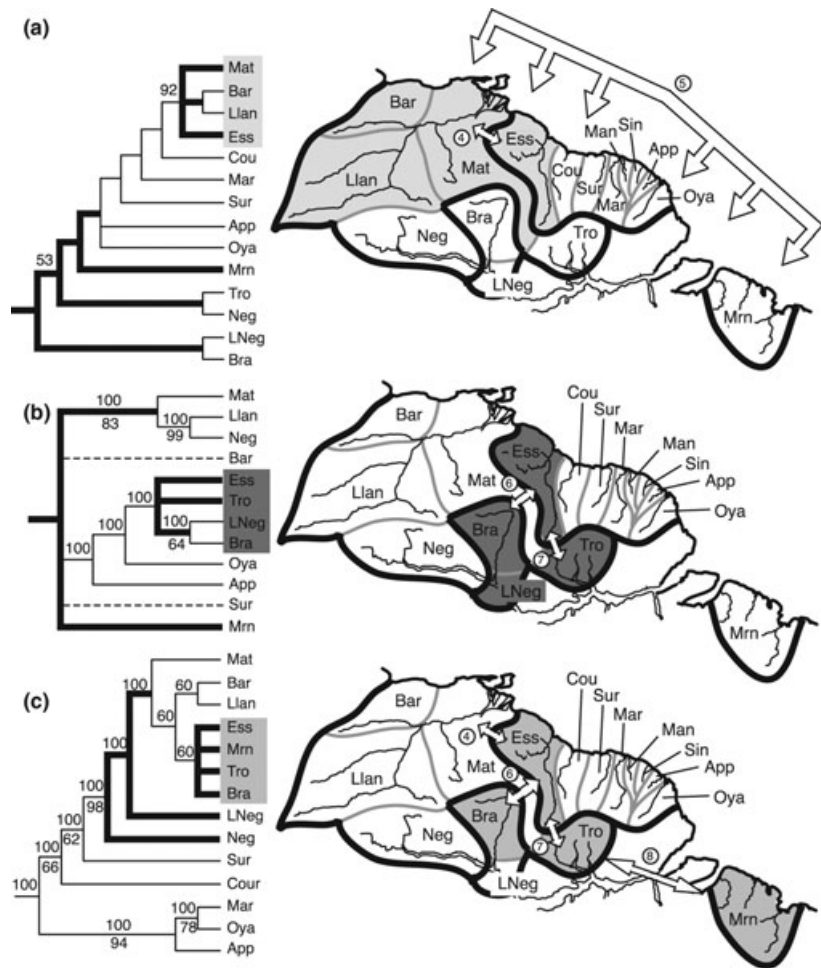 (a)
92
Mat
Bar
Llan
Ess
Cou
Mar
Sur
App
Oya
Mrn
53
Tro
Neg
LNeg
Bra
Bar
4
Ess
Mat
Llan
Neg
Bra
LNeg
Cou
Sur
Mar
Man
Sin
App
Oya
Tro
5
Mrn
(b)
100
83
Mat
100
99
Llan
Neg
Bar
100
Ess
Tro
100
64
LNeg
Bra
100
Oya
100
App
Sur
Mrn
Bar
Ess
Mat
6
Llan
Neg
Bra
7
LNeg
Tro
Cou
Sur
Mar
Man
Sin
App
Oya
Mrn
(c)
100
Mat
60
Bar
Llan
60
60
Ess
Mrn
Tro
Bra
100
LNeg
100
98
Neg
100
62
Sur
100
66
Cour
100
100
94
100
78
Mar
Oya
App
Bar
4
Ess
Mat
6
Llan
Neg
Bra
7
LNeg
Tro
Cou
Sur
Mar
Man
Sin
App
Oya
8
Mrn